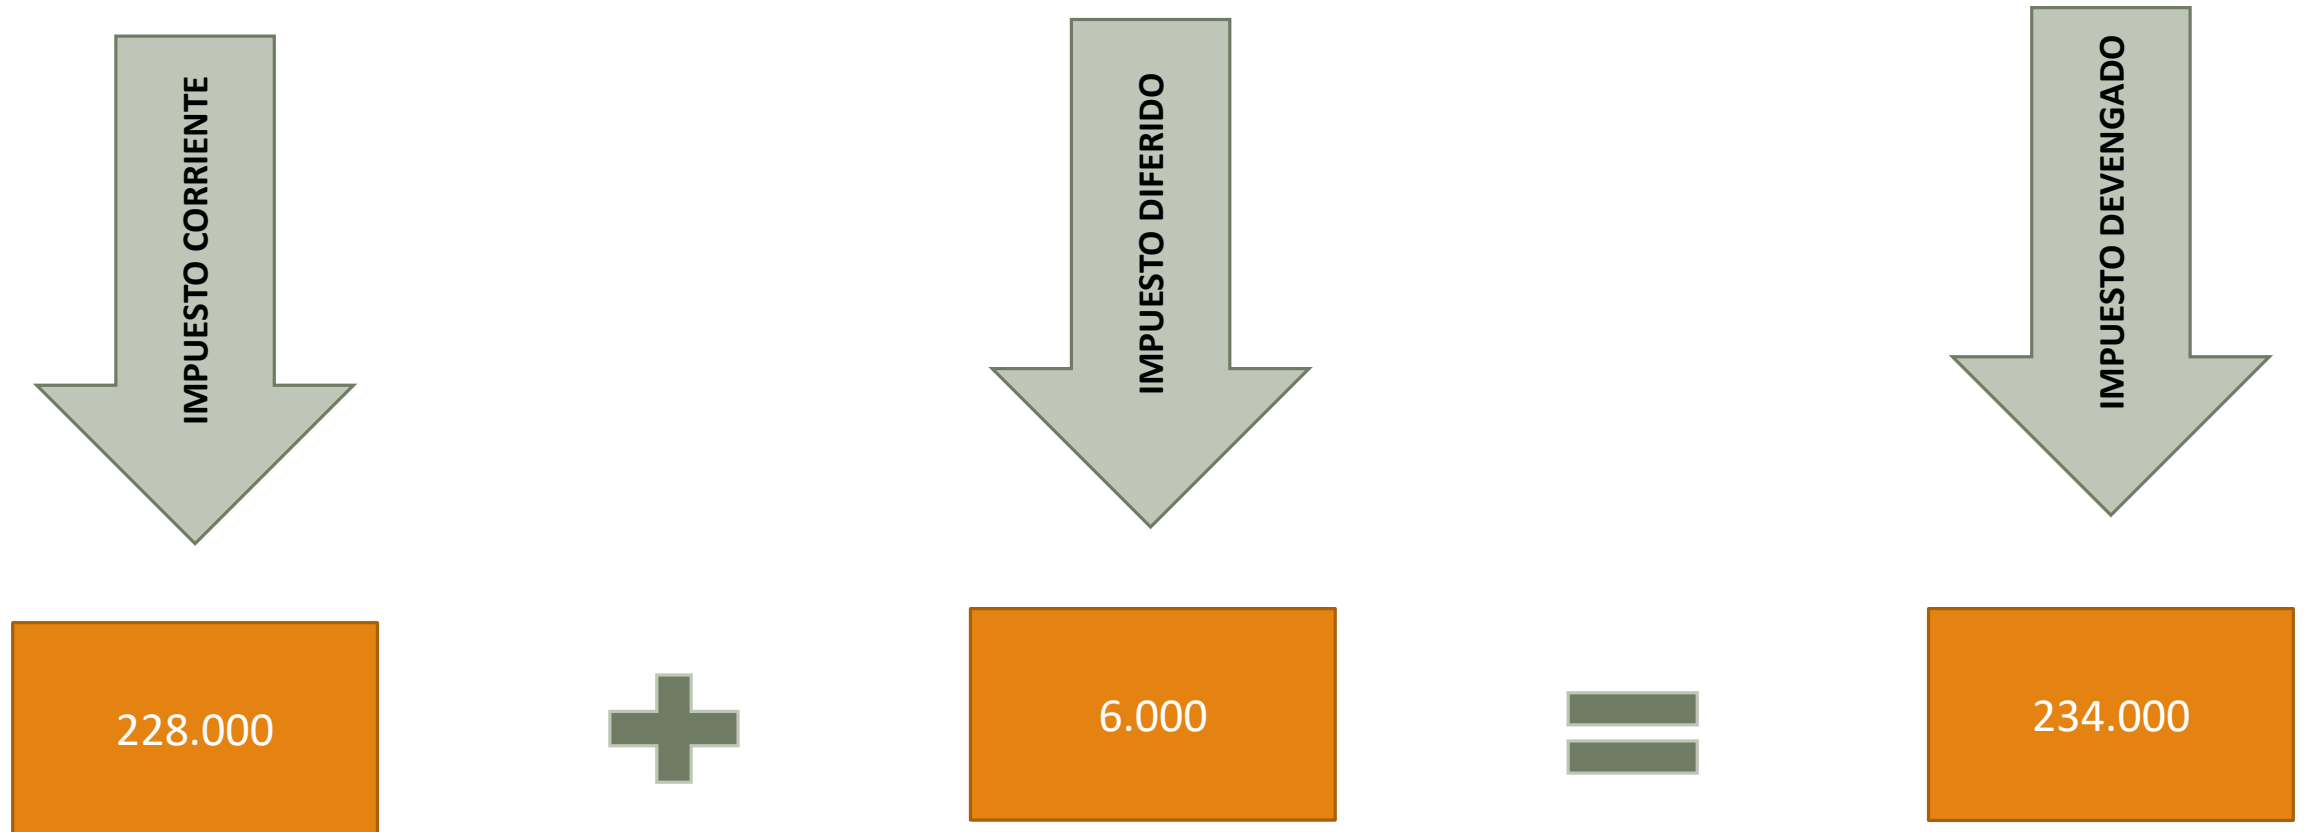 IMPUESTO CORRIENTE
IMPUESTO DIFERIDO
IMPUESTO DEVENGADO
228.000
6.000
234.000